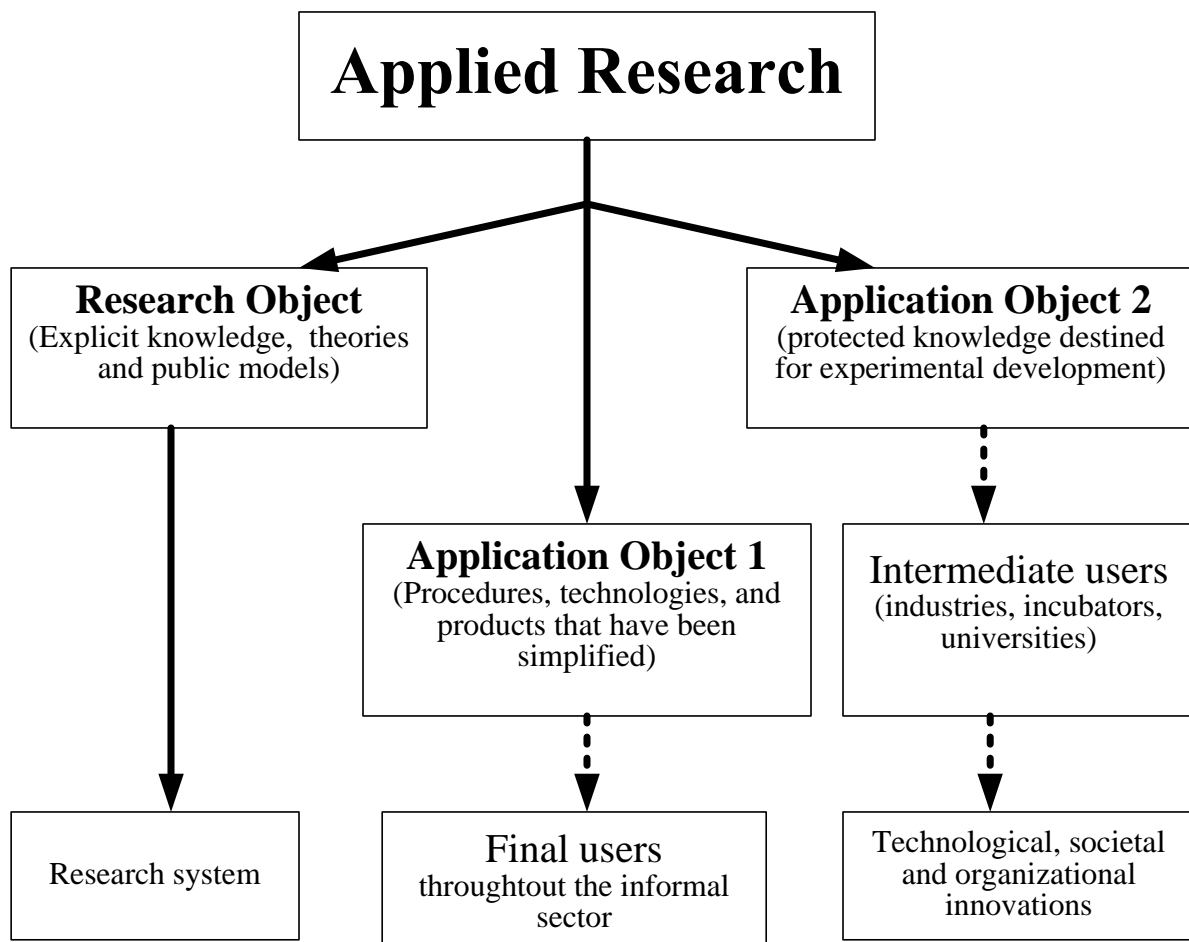 Applied Research
Research Object
(Explicit knowledge,  theories
and public models)
Application Object 2
(protected knowledge destined
for experimental development)
Application Object 1
(Procedures, technologies, and
products that have been
simplified)
Intermediate users
(industries, incubators,
universities)
Research system
Final users
throughtout the informal
sector
Technological, societal
and organizational
innovations